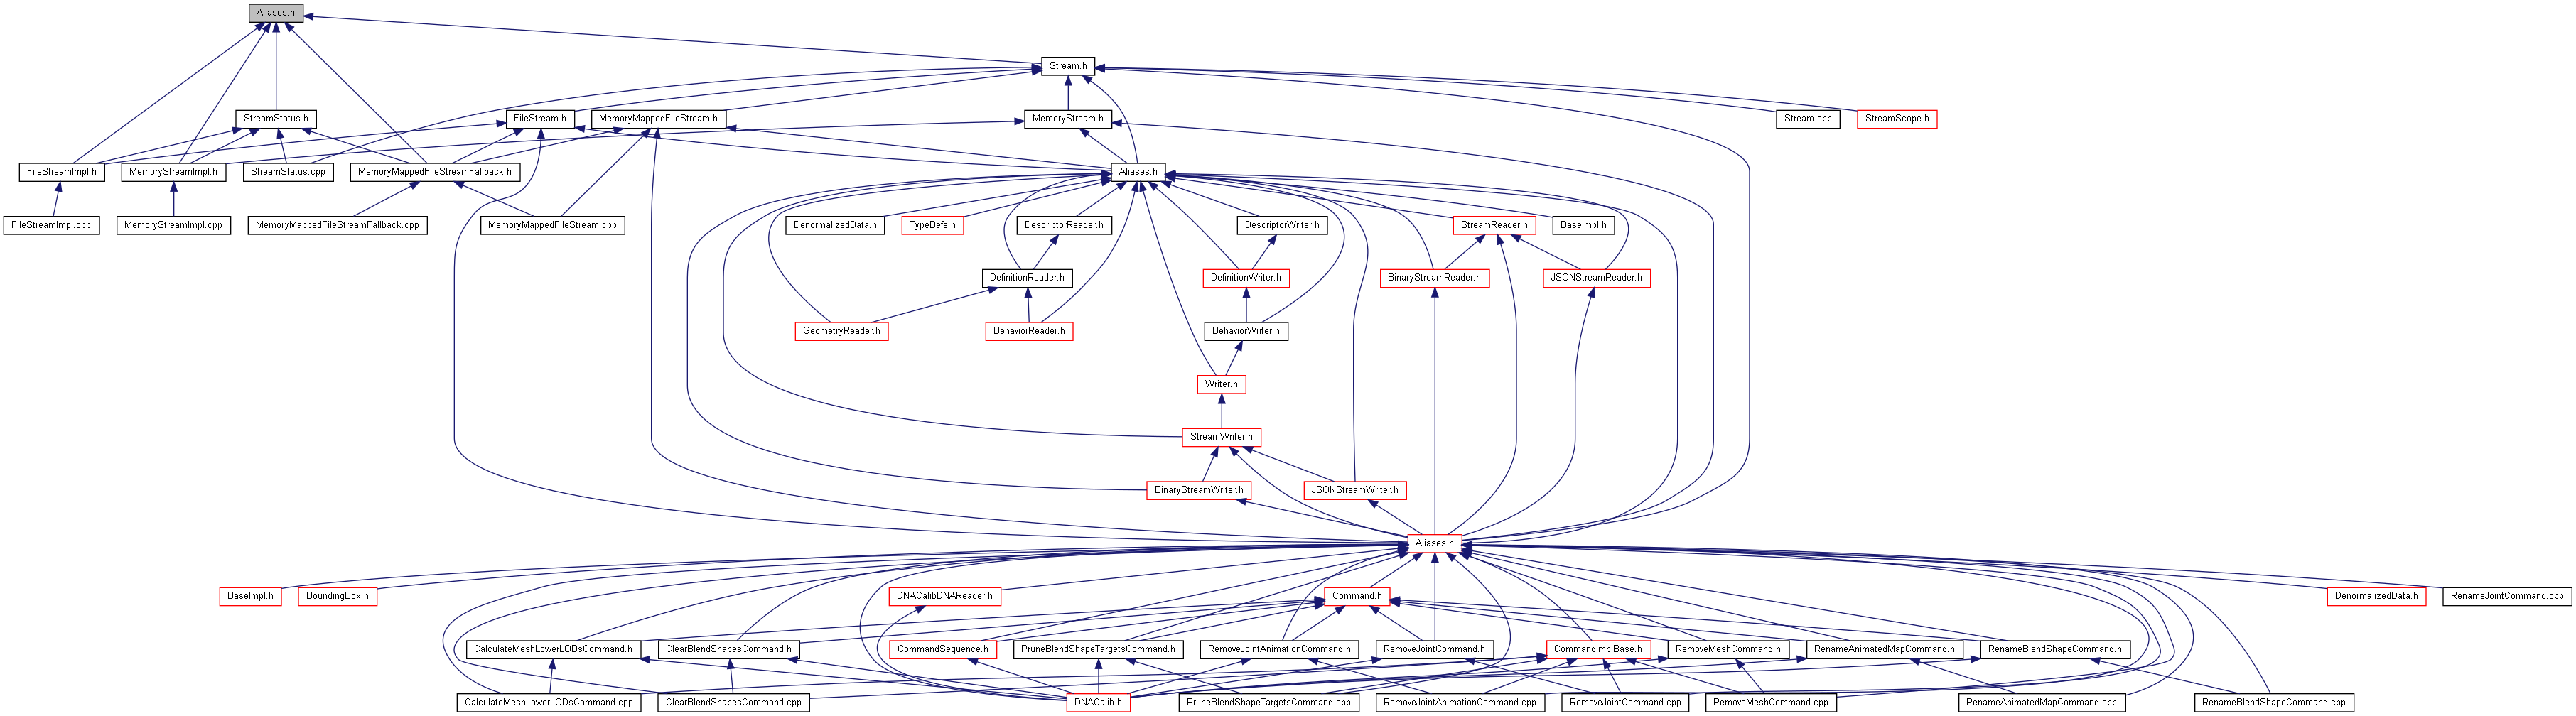 Aliases.h
Stream.h
StreamStatus.h
FileStream.h
MemoryMappedFileStream.h
MemoryStream.h
Stream.cpp
StreamScope.h
FileStreamImpl.h
MemoryStreamImpl.h
StreamStatus.cpp
MemoryMappedFileStreamFallback.h
Aliases.h
FileStreamImpl.cpp
MemoryStreamImpl.cpp
MemoryMappedFileStreamFallback.cpp
MemoryMappedFileStream.cpp
DenormalizedData.h
TypeDefs.h
DescriptorReader.h
DescriptorWriter.h
StreamReader.h
BaseImpl.h
DefinitionReader.h
DefinitionWriter.h
BinaryStreamReader.h
JSONStreamReader.h
GeometryReader.h
BehaviorReader.h
BehaviorWriter.h
Writer.h
StreamWriter.h
BinaryStreamWriter.h
JSONStreamWriter.h
Aliases.h
BaseImpl.h
BoundingBox.h
DNACalibDNAReader.h
Command.h
DenormalizedData.h
RenameJointCommand.cpp
CalculateMeshLowerLODsCommand.h
ClearBlendShapesCommand.h
CommandSequence.h
PruneBlendShapeTargetsCommand.h
RemoveJointAnimationCommand.h
RemoveJointCommand.h
CommandImplBase.h
RemoveMeshCommand.h
RenameAnimatedMapCommand.h
RenameBlendShapeCommand.h
CalculateMeshLowerLODsCommand.cpp
ClearBlendShapesCommand.cpp
DNACalib.h
PruneBlendShapeTargetsCommand.cpp
RemoveJointAnimationCommand.cpp
RemoveJointCommand.cpp
RemoveMeshCommand.cpp
RenameAnimatedMapCommand.cpp
RenameBlendShapeCommand.cpp